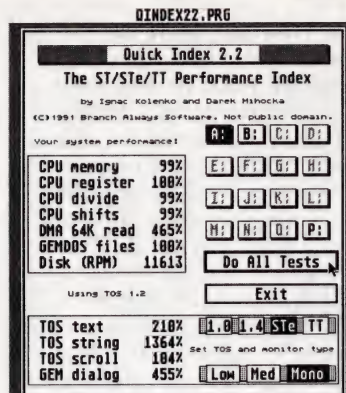 QINDEX22.PRG
Quick Index 2.2
The ST/STe/TT Performance Index
by Ignac Kolenko and Darek Mihocka
(C)1991 Branch Always Software. Not public domain.
Your system performance:
A: B: C: D:
CPU memory 99%
CPU register 100%
CPU divide 99%
CPU shifts 99%
DMA 64K read 465%
GEMDOS files 100%
Disk (RPM) 11613
E: F: G: H:
I: J: K: L:
M: N: O: P:
Do All Tests
Using TOS 1.2
Exit
TOS text 210%
TOS string 1364%
TOS scroll 104%
GEM dialog 455%
1.0 1.4 STe TT
Set TOS and monitor type
Low Med Mono